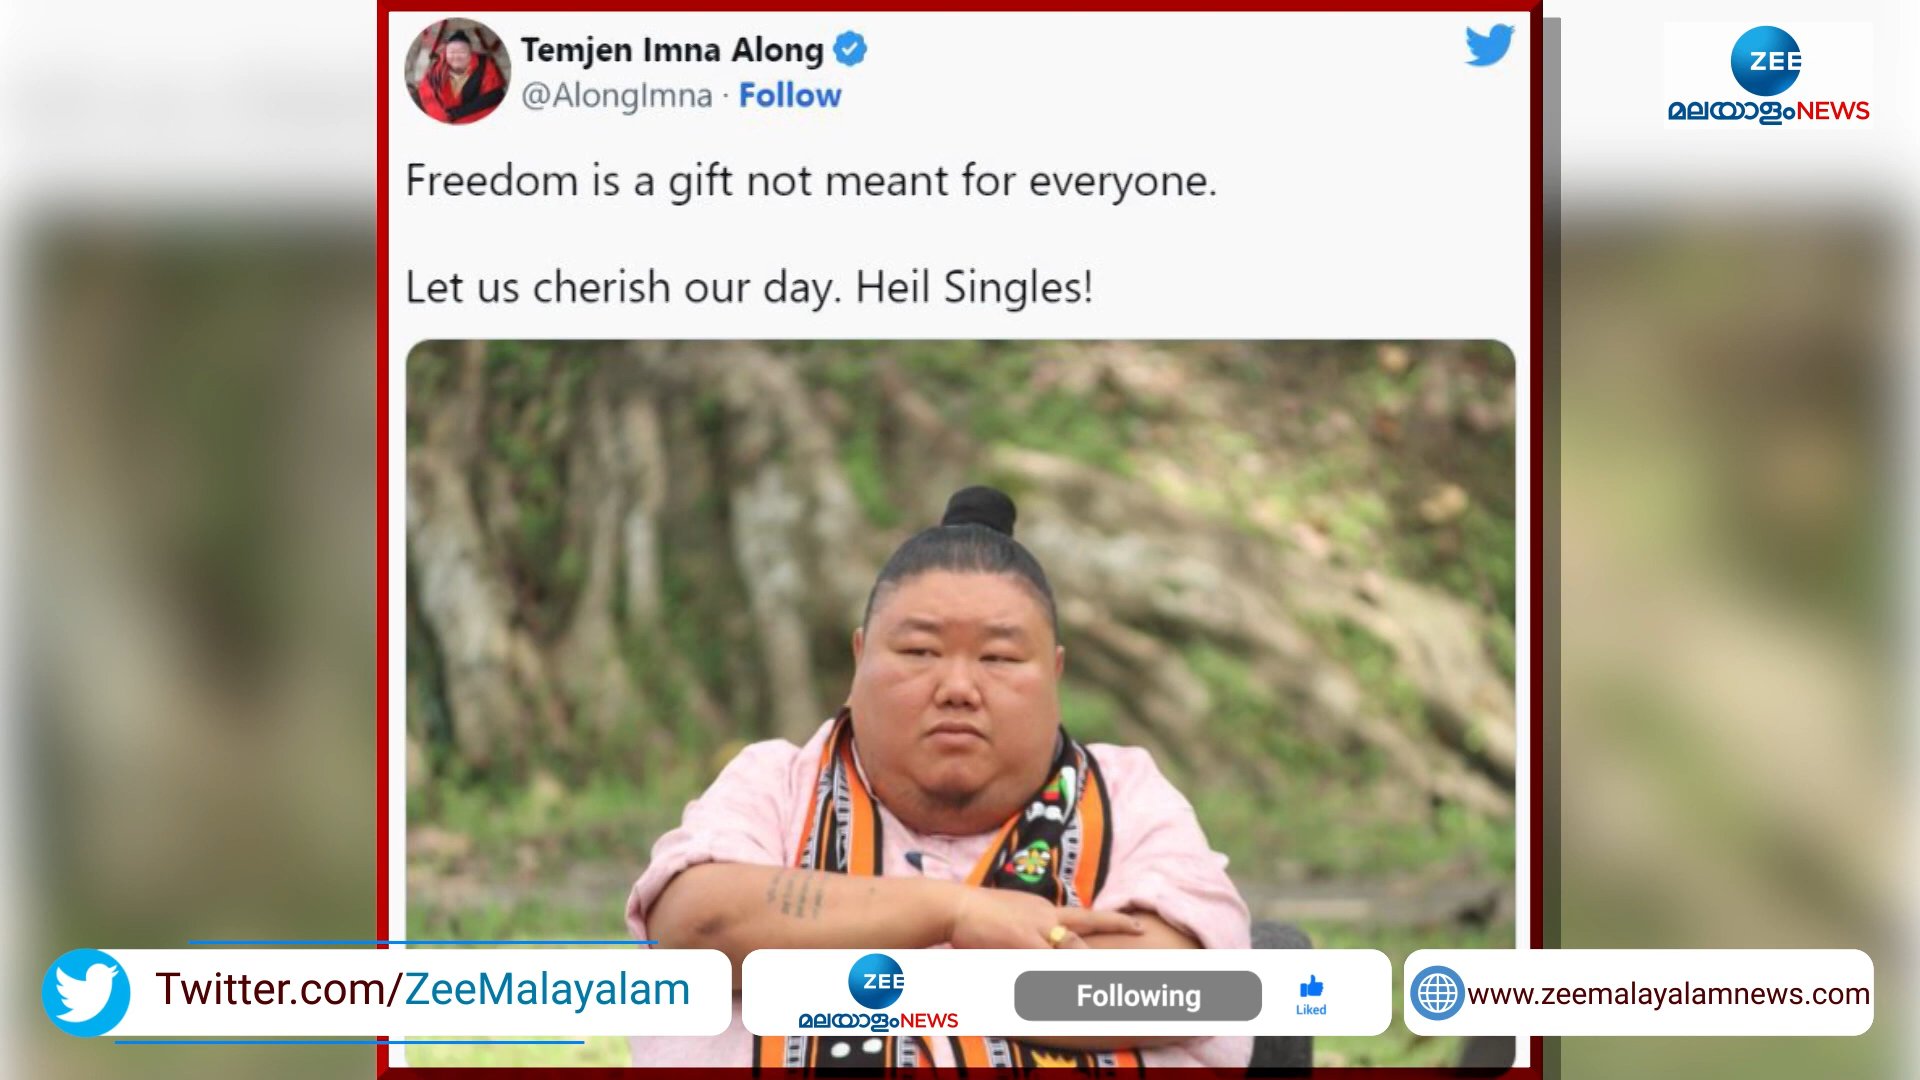 Temjen Imna Along
@AlongImna · Follow
ZEE
മലയാളംNEWS
Freedom is a gift not meant for everyone.
Let us cherish our day. Heil Singles!
Twitter.com/ZeeMalayalam
ZEE
മലയാളംNEWS
Following
Liked
www.zeemalayalamnews.com